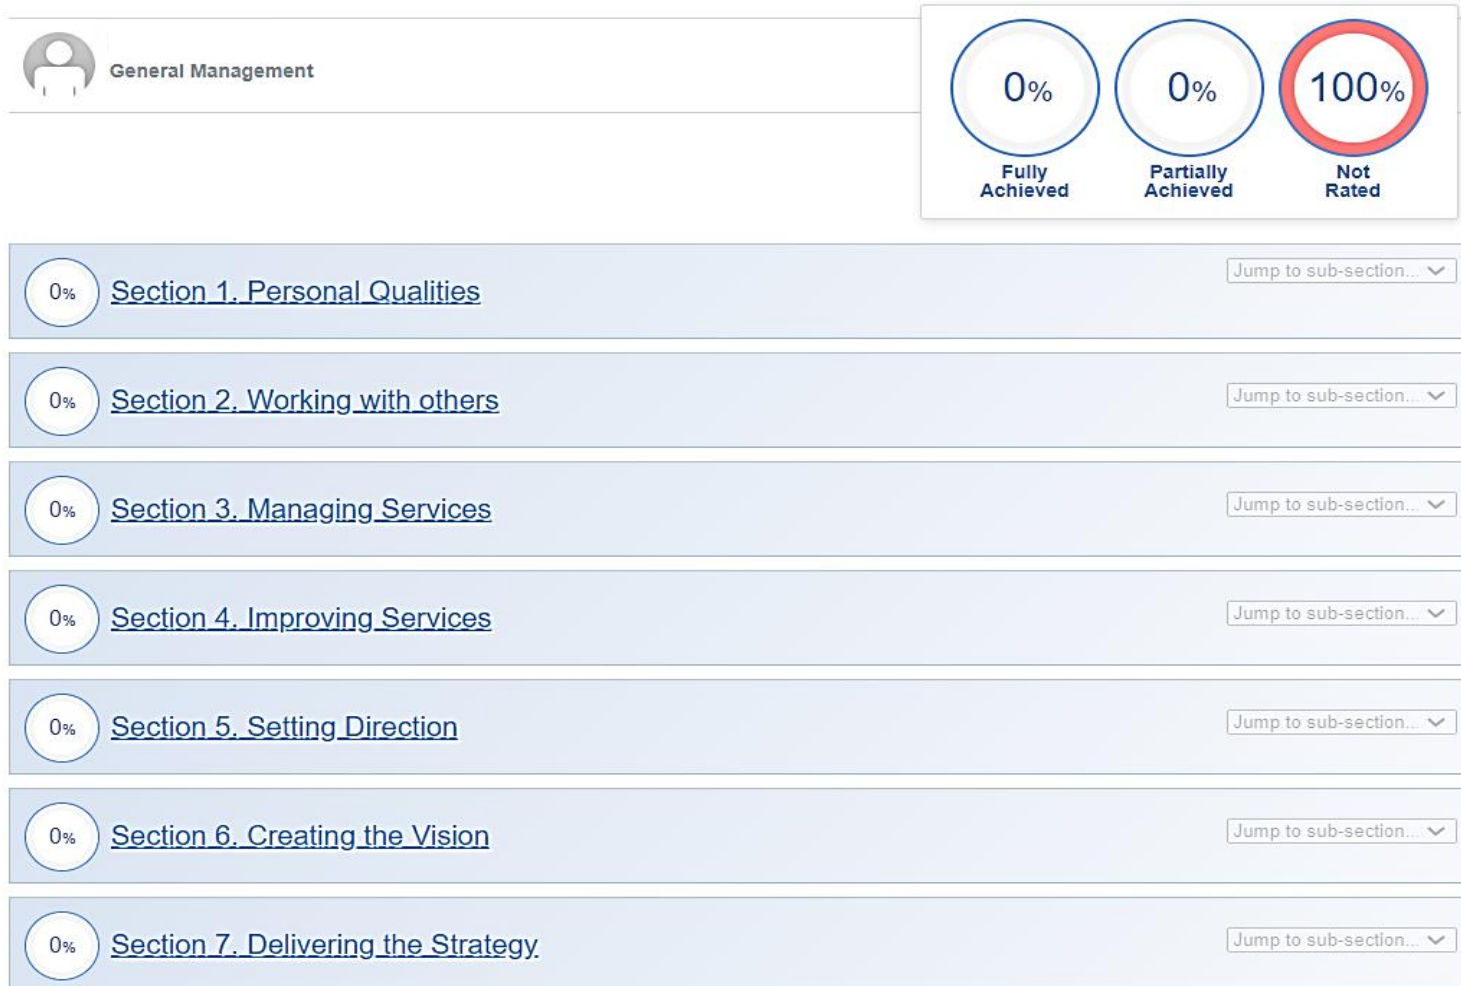 General Management
0%
0%
100%
Fully
Achieved
Partially
Achieved
Not
Rated
0%
Section 1. Personal Qualities
Jump to sub-section...
0%
Section 2. Working with others
Jump to sub-section...
0%
Section 3. Managing Services
Jump to sub-section...
0%
Section 4. Improving Services
Jump to sub-section...
0%
Section 5. Setting Direction
Jump to sub-section...
0%
Section 6. Creating the Vision
Jump to sub-section...
0%
Section 7. Delivering the Strategy
Jump to sub-section...